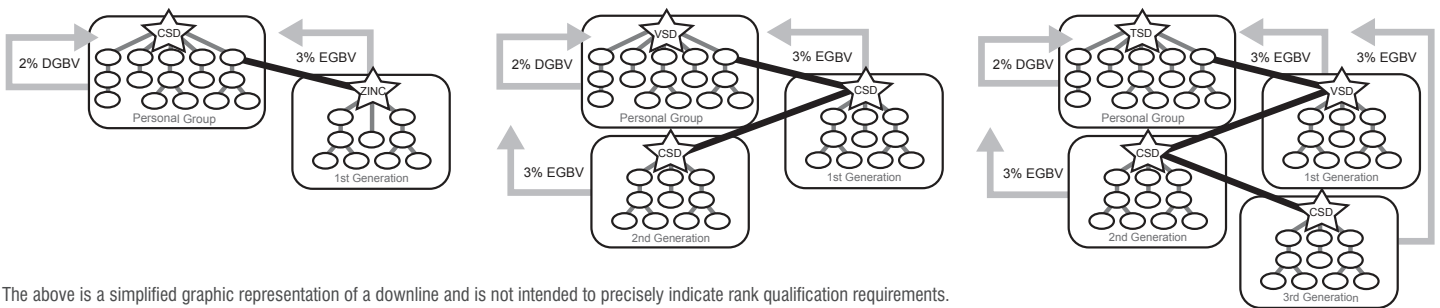 CSD
2% DGBV
3% EGBV
ZINC
Personal Group
1st Generation
VSD
2% DGBV
3% EGBV
CSD
Personal Group
1st Generation
CSD
3% EGBV
2nd Generation
TSD
2% DGBV
3% EGBV
3% EGBV
VSD
Personal Group
1st Generation
CSD
3% EGBV
2nd Generation
CSD
3rd Generation
The above is a simplified graphic representation of a downline and is not intended to precisely indicate rank qualification requirements.